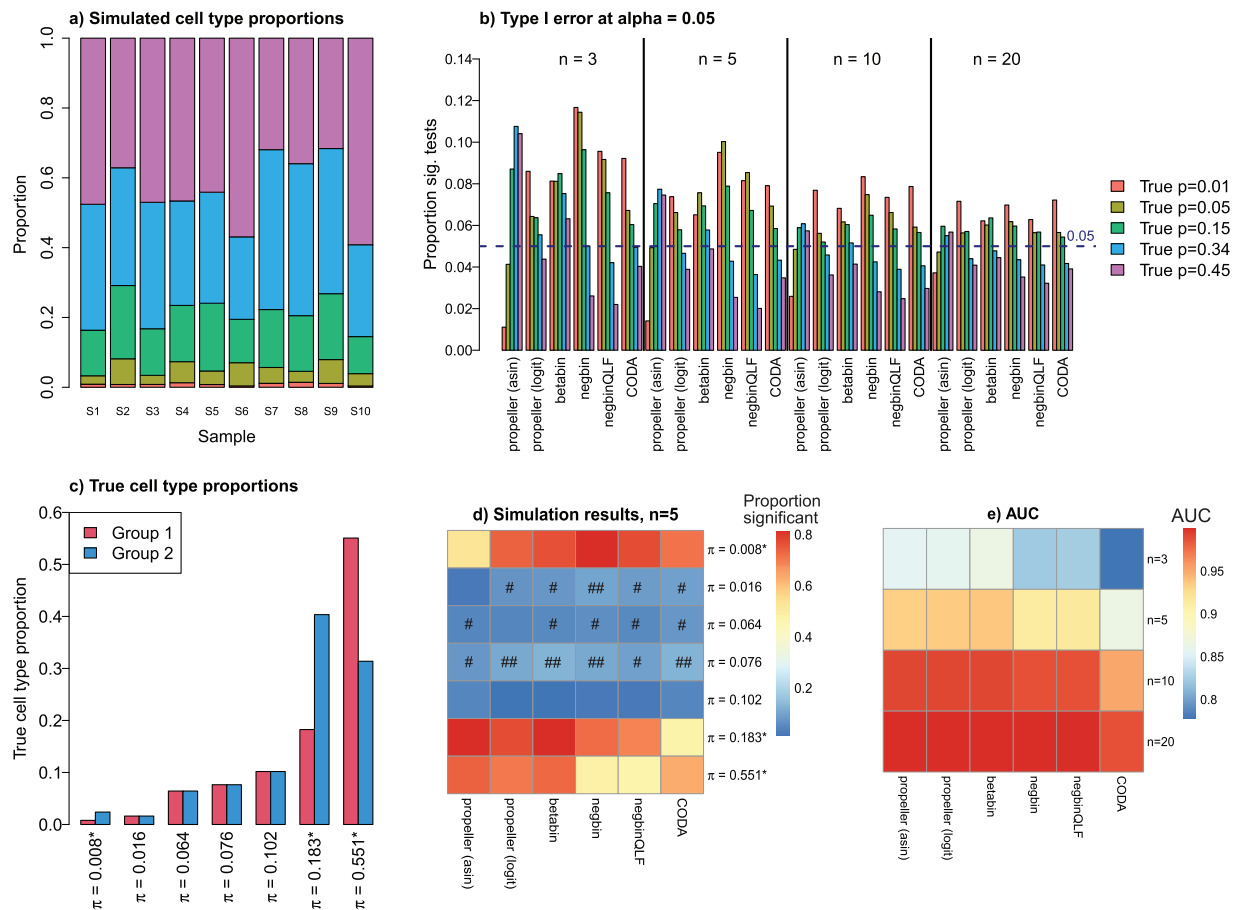 a) Simulated cell type proportions
Proportion
1.0
0.8
0.6
0.4
0.2
0.0
S1 S2 S3 S4 S5 S6 S7 S8 S9 S10
Sample
b) Type I error at alpha = 0.05
Proportion sig. tests
0.14
0.12
0.10
0.08
0.06
0.04
0.02
0.00
n = 3 n = 5 n = 10 n = 20
0.05
propeller (asin) propeller (logit) betabin negbin negbinQLF CODA propeller (asin) propeller (logit) betabin negbin negbinQLF CODA propeller (asin) propeller (logit) betabin negbin negbinQLF CODA propeller (asin) propeller (logit) betabin negbin negbinQLF CODA
True p=0.01
True p=0.05
True p=0.15
True p=0.34
True p=0.45
c) True cell type proportions
True cell type proportion
0.6
0.5
0.4
0.3
0.2
0.1
0.0
Group 1
Group 2
π = 0.008* π = 0.016 π = 0.064 π = 0.076 π = 0.102 π = 0.183* π = 0.551*
d) Simulation results, n=5
π = 0.008*
# # ## # # π = 0.016
# # # # # π = 0.064
# ## ## ## # ## π = 0.076
π = 0.102
π = 0.183*
π = 0.551*
propeller (asin) propeller (logit) betabin negbin negbinQLF CODA
Proportion
significant
0.8
0.6
0.4
0.2
e) AUC
n=3
n=5
n=10
n=20
propeller (asin) propeller (logit) betabin negbin negbinQLF CODA
AUC
0.95
0.9
0.85
0.8